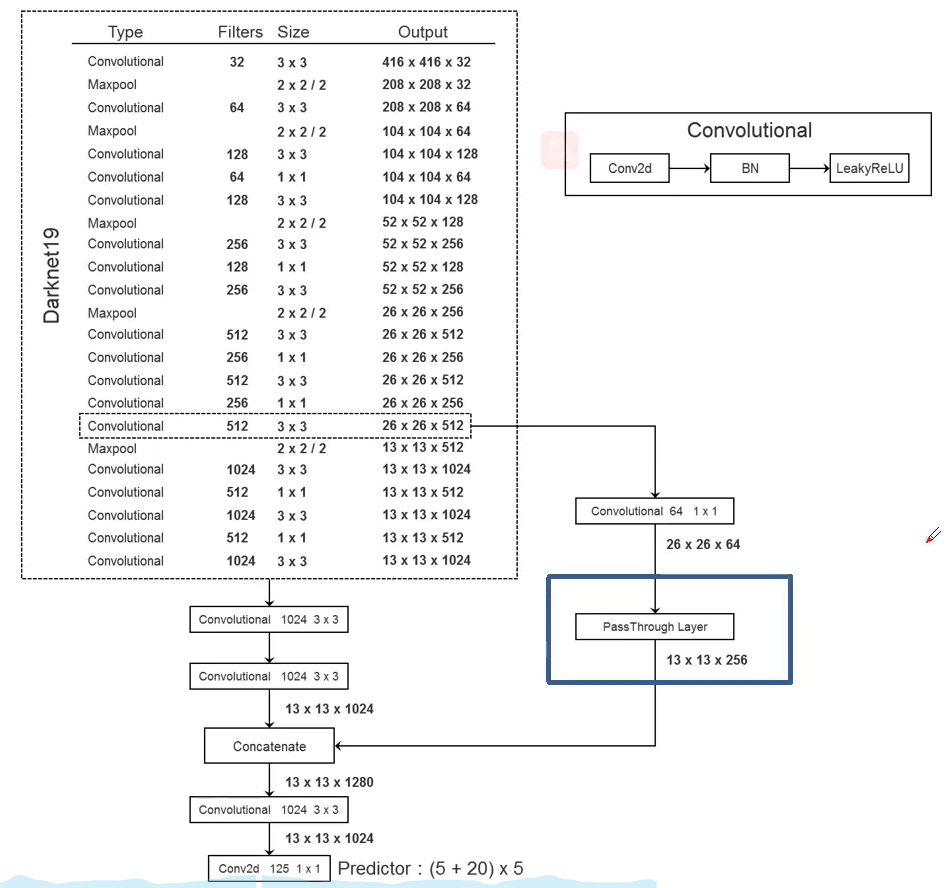 Type Filters Size Output
Convolutional 32 3 x 3 416 x 416 x 32
Maxpool 2 x 2 / 2 208 x 208 x 32
Convolutional 64 3 x 3 208 x 208 x 64
Maxpool 2 x 2 / 2 104 x 104 x 64
Convolutional 128 3 x 3 104 x 104 x 128
Convolutional 64 1 x 1 104 x 104 x 64
Convolutional 128 3 x 3 104 x 104 x 128
Maxpool 2 x 2 / 2 52 x 52 x 128
Convolutional 256 3 x 3 52 x 52 x 256
Convolutional 128 1 x 1 52 x 52 x 128
Convolutional 256 3 x 3 52 x 52 x 256
Maxpool 2 x 2 / 2 26 x 26 x 256
Convolutional 512 3 x 3 26 x 26 x 512
Convolutional 256 1 x 1 26 x 26 x 256
Convolutional 512 3 x 3 26 x 26 x 512
Convolutional 256 1 x 1 26 x 26 x 256
Convolutional 512 3 x 3 26 x 26 x 512
Maxpool 2 x 2 / 2 13 x 13 x 512
Convolutional 1024 3 x 3 13 x 13 x 1024
Convolutional 512 1 x 1 13 x 13 x 512
Convolutional 1024 3 x 3 13 x 13 x 1024
Convolutional 512 1 x 1 13 x 13 x 512
Convolutional 1024 3 x 3 13 x 13 x 1024
Darknet19
Convolutional
Conv2d BN LeakyReLU
Convolutional 64 1 x 1
26 x 26 x 64
PassThrough Layer
13 x 13 x 256
Convolutional 1024 3 x 3
Convolutional 1024 3 x 3
13 x 13 x 1024
Concatenate
13 x 13 x 1280
Convolutional 1024 3 x 3
13 x 13 x 1024
Conv2d 125 1 x 1 Predictor : (5 + 20) x 5